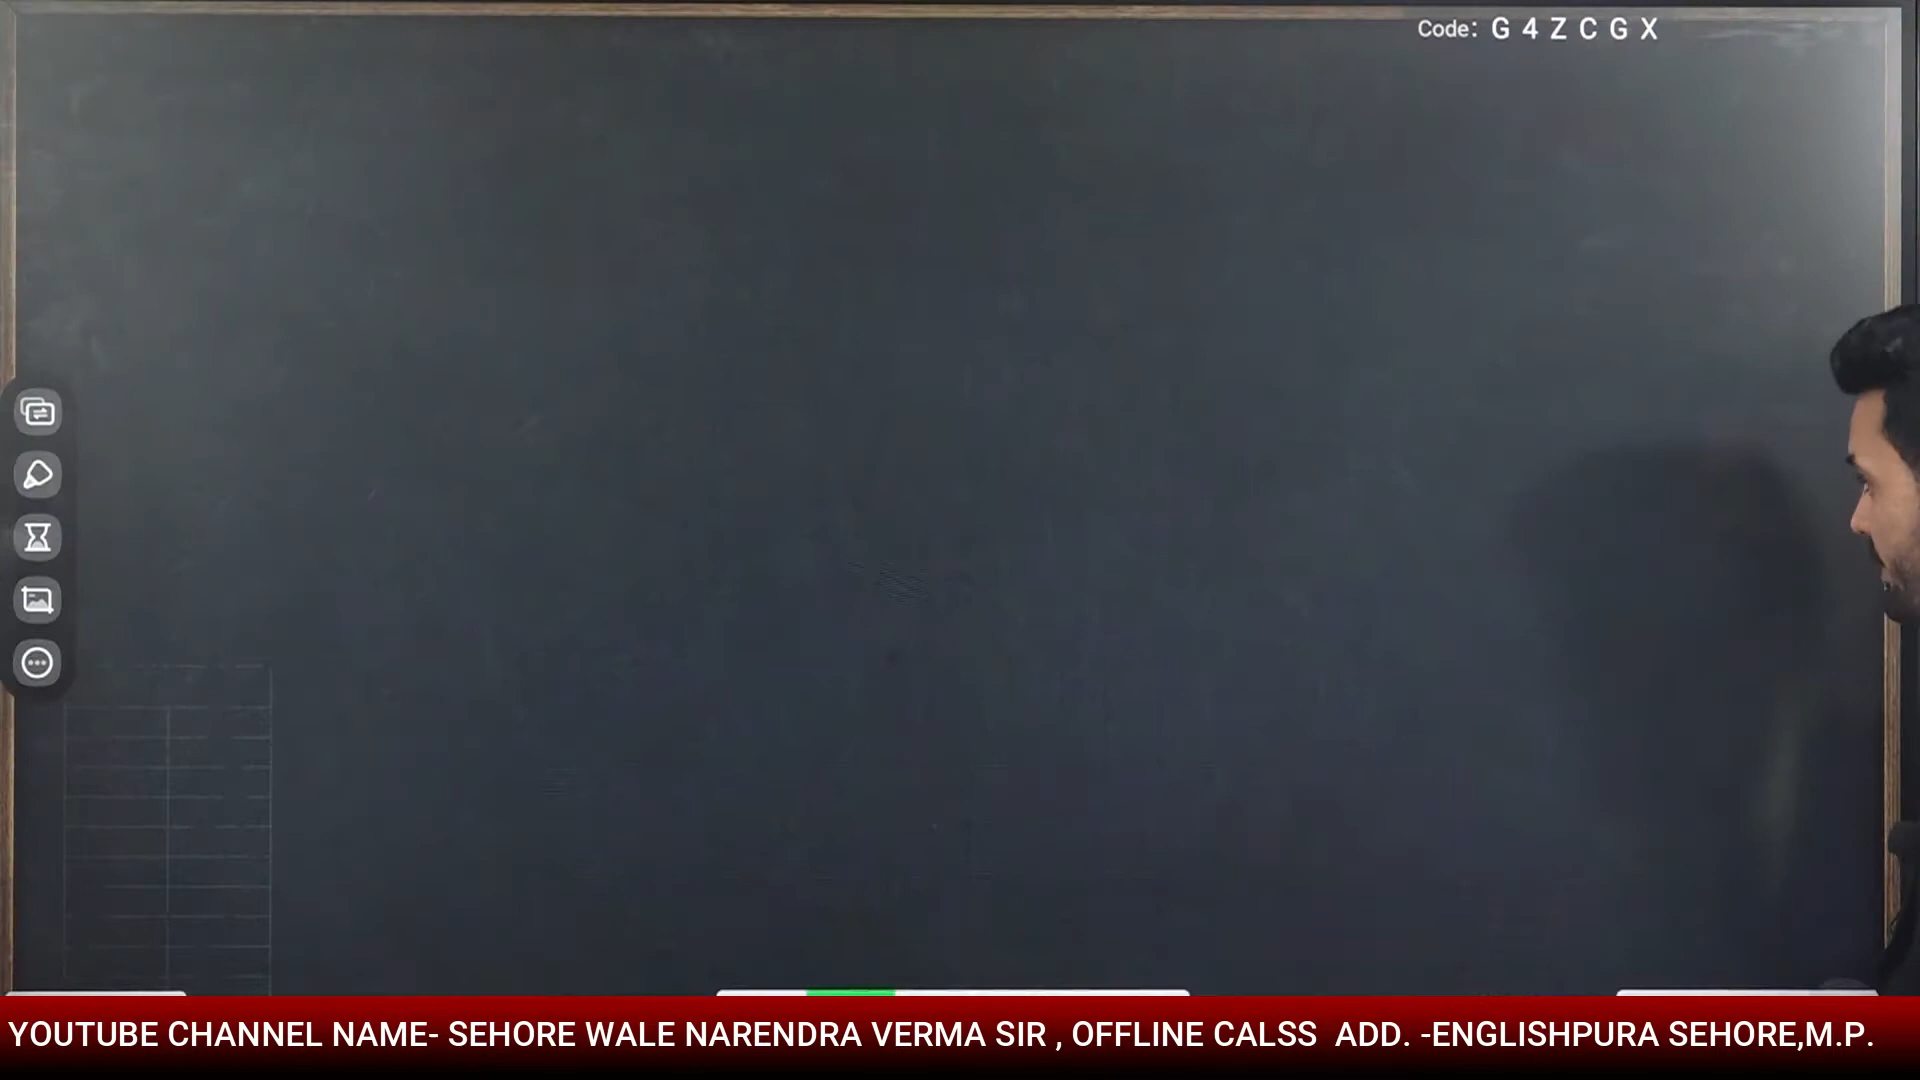 Code: G 4 Z C G X
YOUTUBE CHANNEL NAME- SEHORE WALE NARENDRA VERMA SIR , OFFLINE CALSS ADD. -ENGLISHPURA SEHORE,M.P.